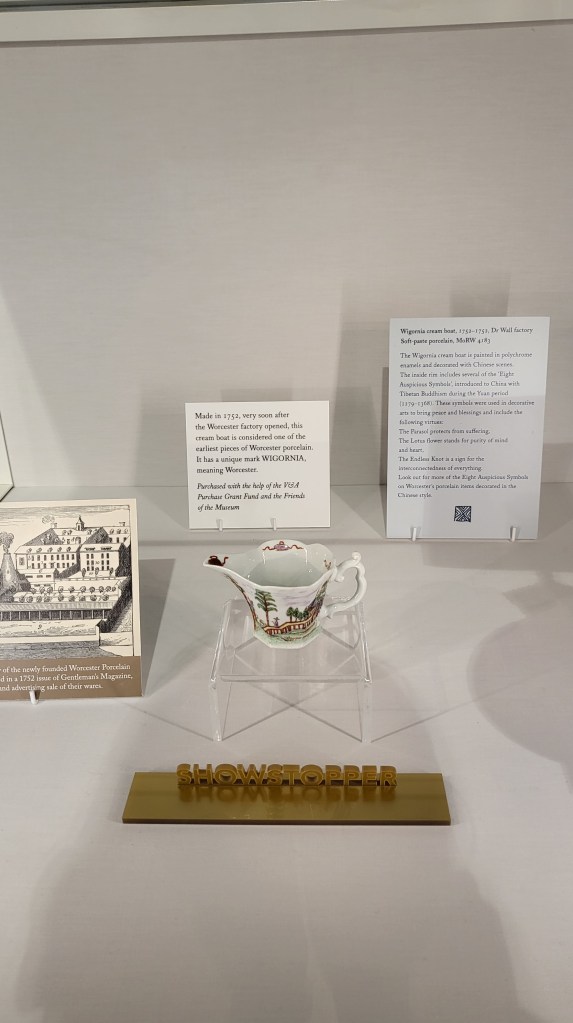 Made in 1752, very soon after
the Worcester factory opened, this
cream boat is considered one of the
earliest pieces of Worcester porcelain.
It has a unique mark WIGORNIA,
meaning Worcester.
Purchased with the help of the V&A
Purchase Grant Fund and the Friends
of the Museum
Wigornia cream boat, 1752–1752, Dr Wall factory
Soft-paste porcelain, MoRW 4183
The Wigornia cream boat is painted in polychrome
enamels and decorated with Chinese scenes.
The inside rim includes several of the 'Eight
Auspicious Symbols', introduced to China with
Tibetan Buddhism during the Yuan period
(1279–1368). These symbols were used in decorative
arts to bring peace and blessings and include the
following virtues:
The Parasol protects from suffering.
The Lotus flower stands for purity of mind
and heart.
The Endless Knot is a sign for the
interconnectedness of everything.
Look out for more of the Eight Auspicious Symbols
on Worcester's porcelain items decorated in the
Chinese style.
of the newly founded Worcester Porcelain
in a 1752 issue of Gentleman's Magazine,
and advertising sale of their wares.
SHOWSTOPPER